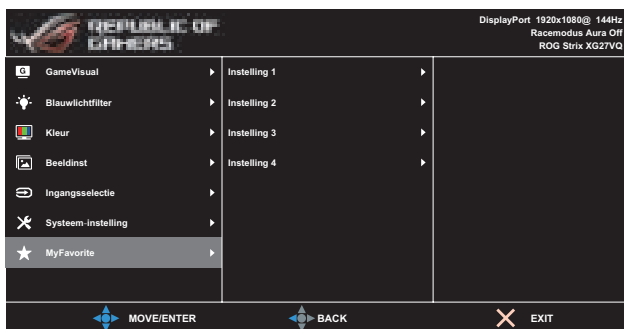 REPUBLIC OF
GAMERS
DisplayPort 1920x1080@ 144Hz
Racemodus Aura Off
ROG Strix XG27VQ
G GameVisual
Blauwlichtfilter
Kleur
Beeldinst
Ingangsselectie
Systeem-instelling
MyFavorite
Instelling 1
Instelling 2
Instelling 3
Instelling 4
MOVE/ENTER
BACK
EXIT